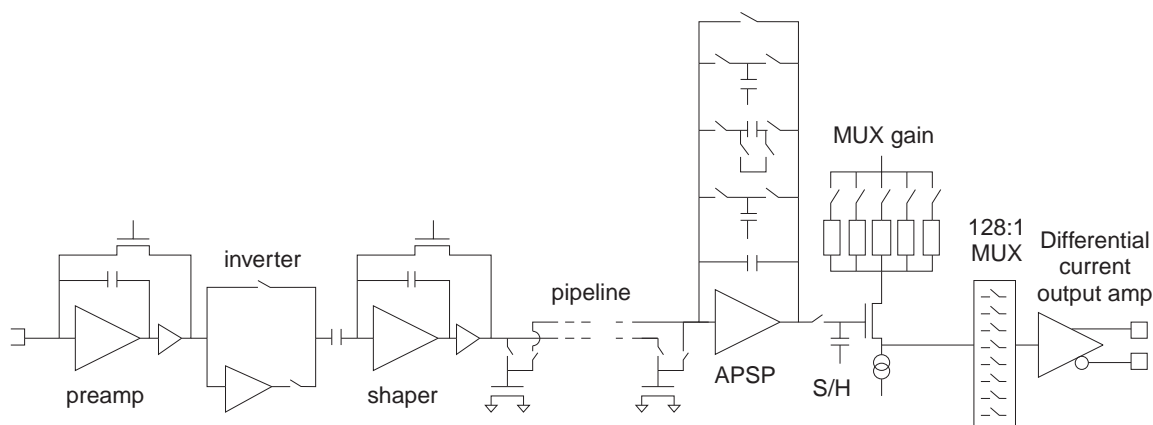 MUX gain
128:1
MUX
Differential
current
output amp
inverter
pipeline
preamp
shaper
APSP
S/H